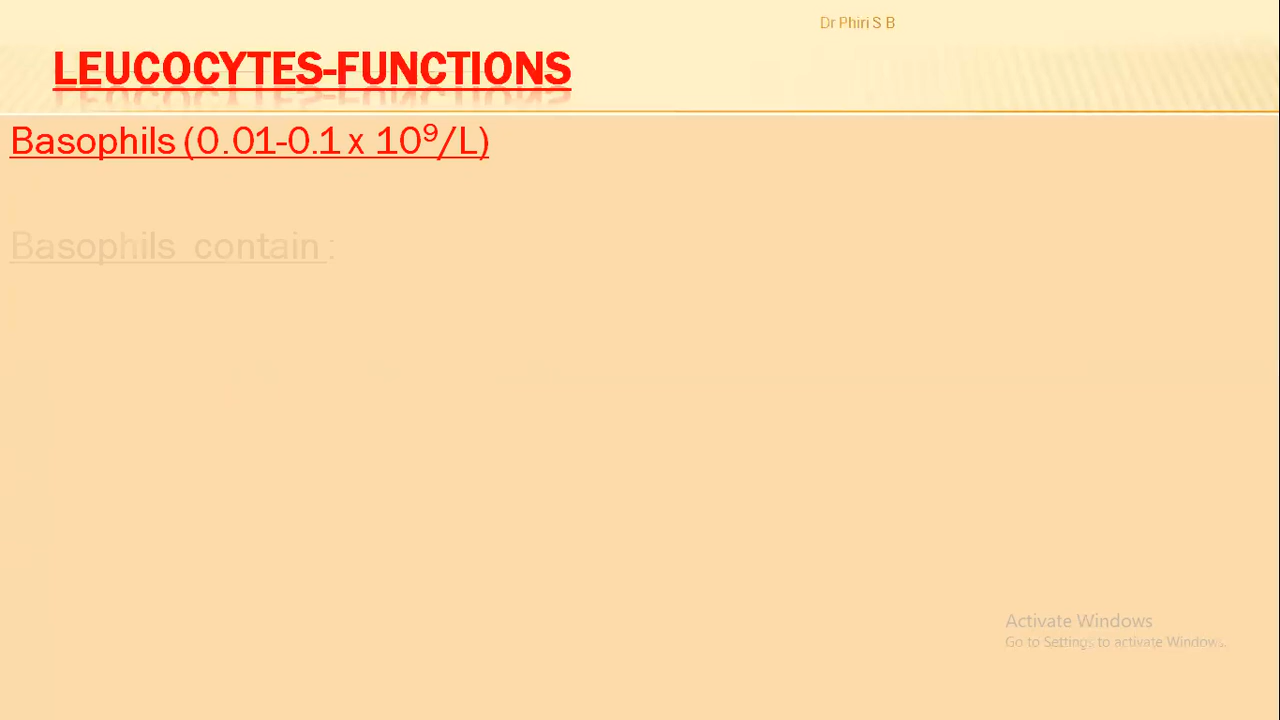 Dr Phiri S B
LEUCOCYTES-FUNCTIONS
Basophils (0.01-0.1 x 10⁹/L)
Basophils contain :
Activate Windows
Go to Settings to activate Windows.